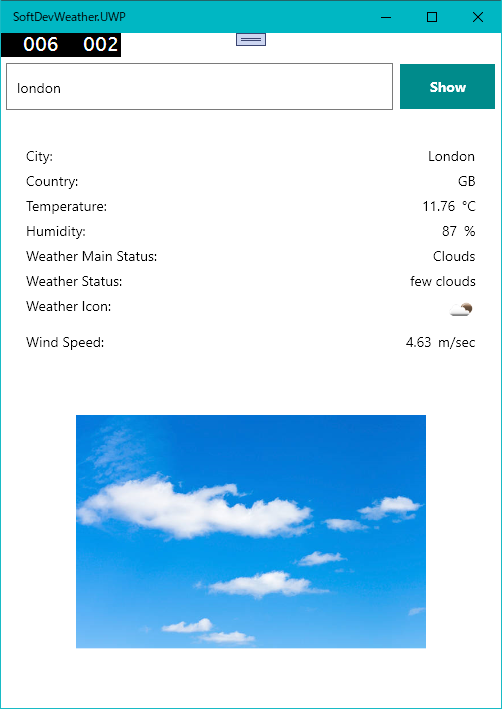 SoftDevWeather.UWP
006 002
london
Show
City: London
Country: GB
Temperature: 11.76 °C
Humidity: 87 %
Weather Main Status: Clouds
Weather Status: few clouds
Weather Icon:
Wind Speed: 4.63 m/sec